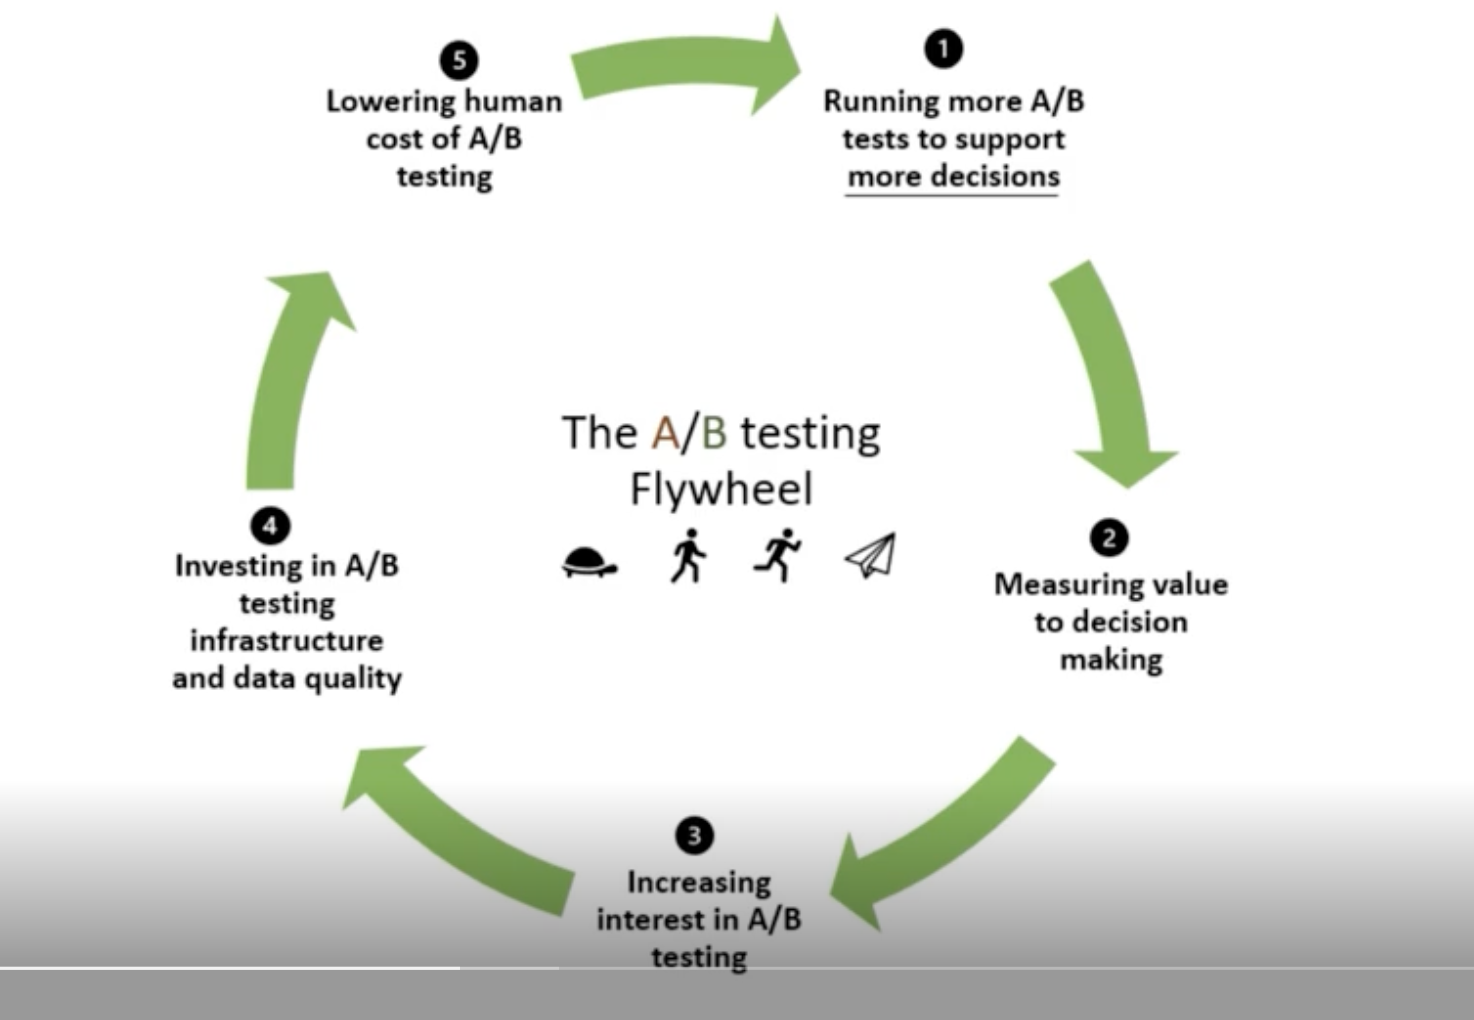 The A/B testing
Flywheel
1
Running more A/B
tests to support
more decisions
2
Measuring value
to decision
making
3
Increasing
interest in A/B
testing
4
Investing in A/B
testing
infrastructure
and data quality
5
Lowering human
cost of A/B
testing